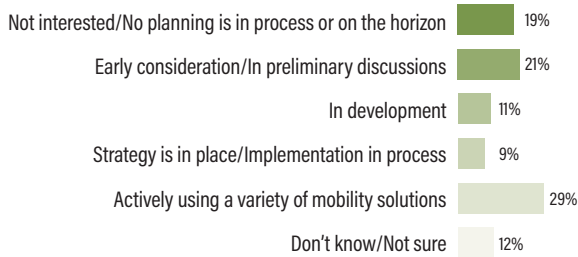 Not interested/No planning is in process or on the horizon 19%
Early consideration/In preliminary discussions 21%
In development 11%
Strategy is in place/Implementation in process 9%
Actively using a variety of mobility solutions 29%
Don't know/Not sure 12%